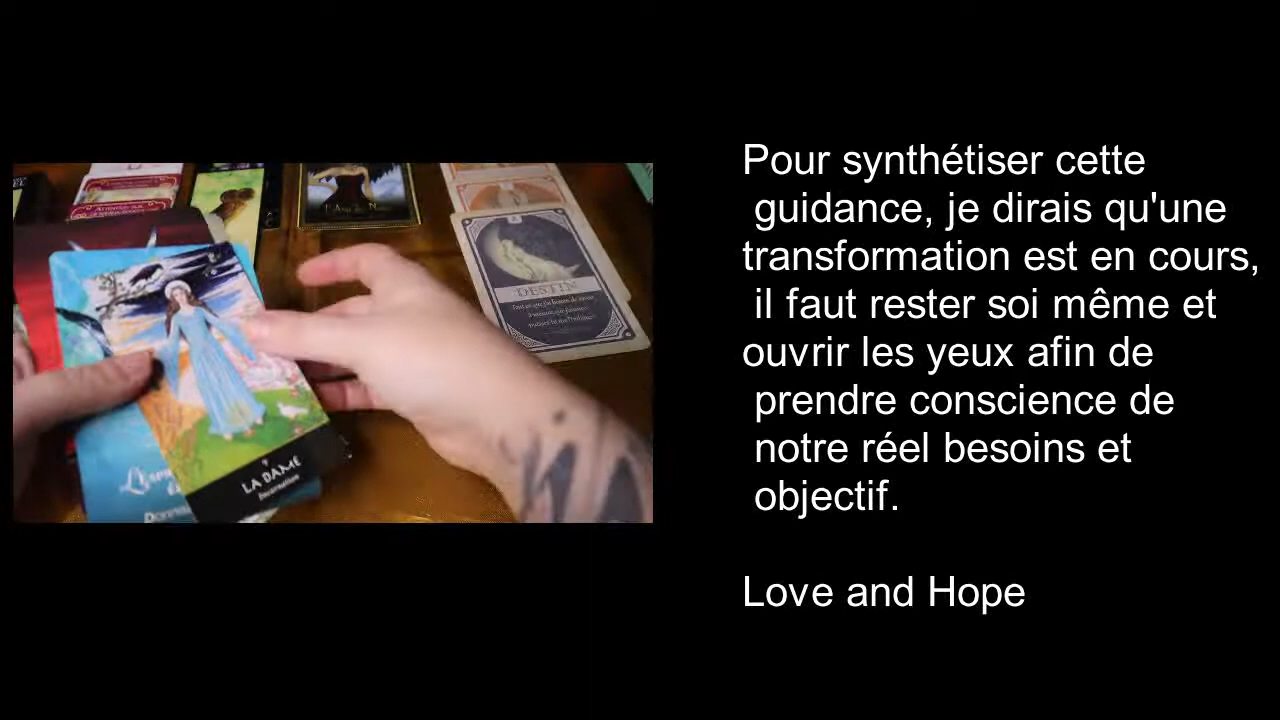 Pour synthétiser cette
guidance, je dirais qu'une
transformation est en cours,
il faut rester soi même et
ouvrir les yeux afin de
prendre conscience de
notre réel besoins et
objectif.
Love and Hope
DESTIN
LA DAME
Incarnation